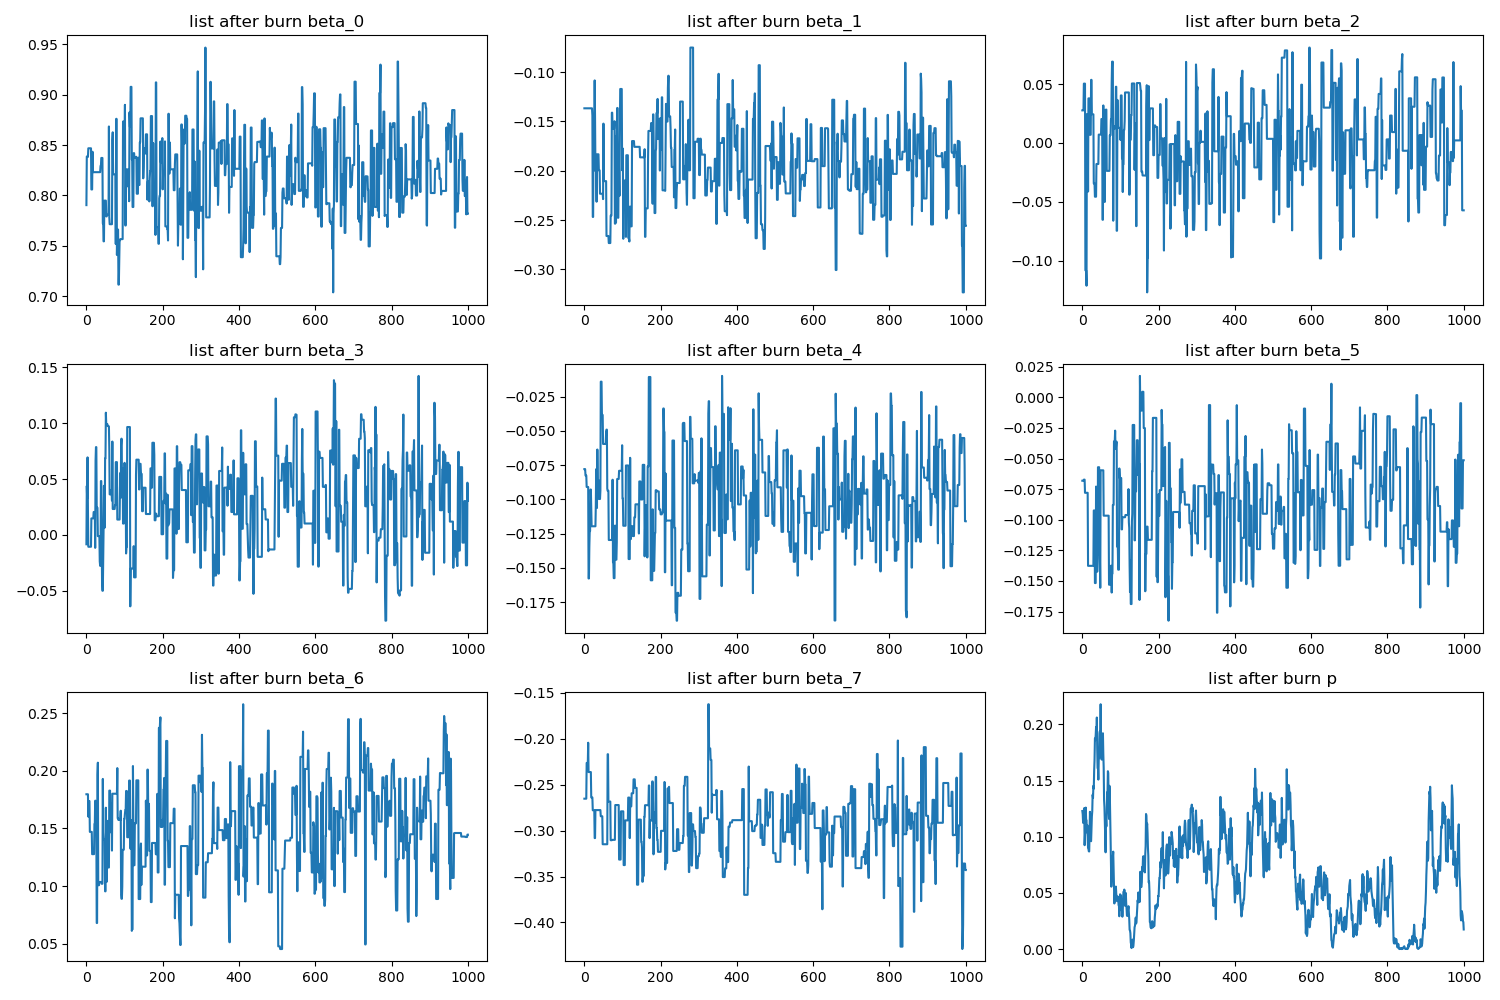 list after burn beta_0
0.95
0.90
0.85
0.80
0.75
0.70
0 200 400 600 800 1000
list after burn beta_1
−0.10
−0.15
−0.20
−0.25
−0.30
0 200 400 600 800 1000
list after burn beta_2
0.05
0.00
−0.05
−0.10
0 200 400 600 800 1000
list after burn beta_3
0.15
0.10
0.05
0.00
−0.05
0 200 400 600 800 1000
list after burn beta_4
−0.025
−0.050
−0.075
−0.100
−0.125
−0.150
−0.175
0 200 400 600 800 1000
list after burn beta_5
0.025
0.000
−0.025
−0.050
−0.075
−0.100
−0.125
−0.150
−0.175
0 200 400 600 800 1000
list after burn beta_6
0.25
0.20
0.15
0.10
0.05
0 200 400 600 800 1000
list after burn beta_7
−0.15
−0.20
−0.25
−0.30
−0.35
−0.40
0 200 400 600 800 1000
list after burn p
0.20
0.15
0.10
0.05
0.00
0 200 400 600 800 1000